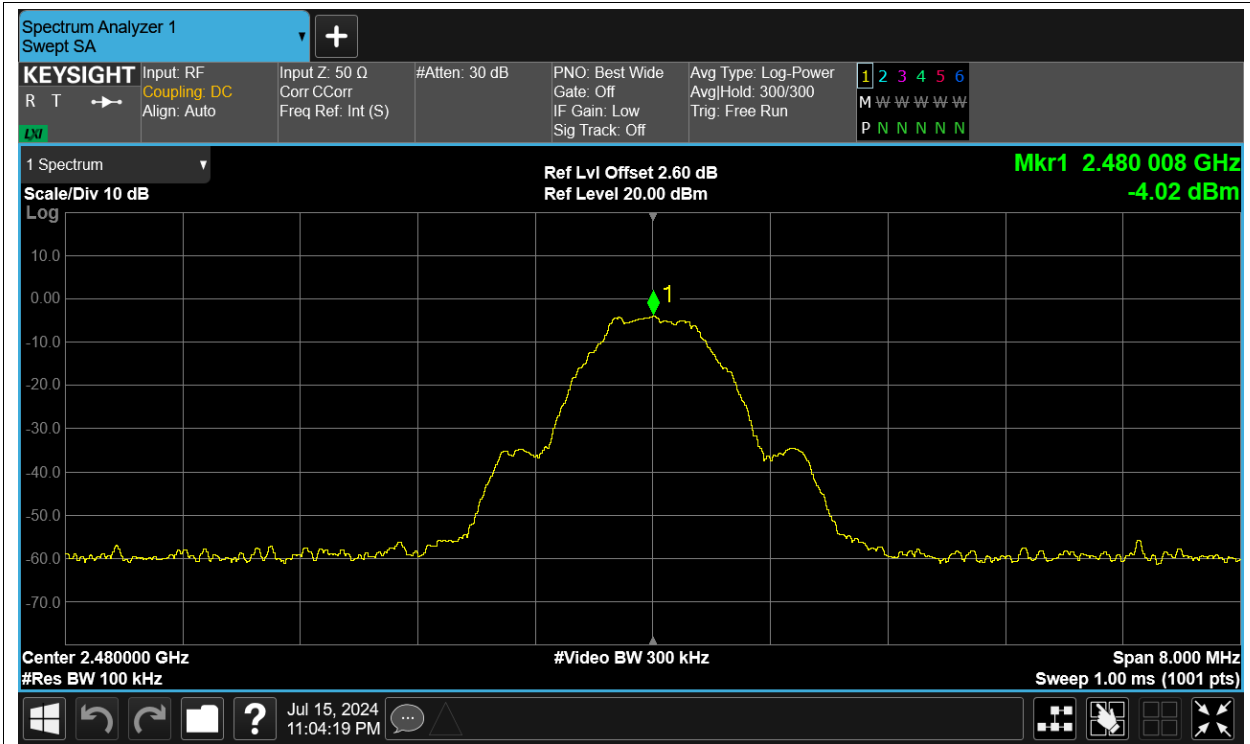 Spectrum Analyzer 1
Swept SA
KEYSIGHT
R T
LXI
Input: RF
Coupling: DC
Align: Auto
Input Z: 50 Ω
Corr CCorr
Freq Ref: Int (S)
#Atten: 30 dB
PNO: Best Wide
Gate: Off
IF Gain: Low
Sig Track: Off
Avg Type: Log-Power
Avg|Hold: 300/300
Trig: Free Run
1 2 3 4 5 6
M W W W W W
P N N N N N
1 Spectrum
Scale/Div 10 dB
Log
Ref Lvl Offset 2.60 dB
Ref Level 20.00 dBm
Mkr1 2.480 008 GHz
-4.02 dBm
1
10.0
0.00
-10.0
-20.0
-30.0
-40.0
-50.0
-60.0
-70.0
Center 2.480000 GHz
#Res BW 100 kHz
#Video BW 300 kHz
Span 8.000 MHz
Sweep 1.00 ms (1001 pts)
?
Jul 15, 2024
11:04:19 PM